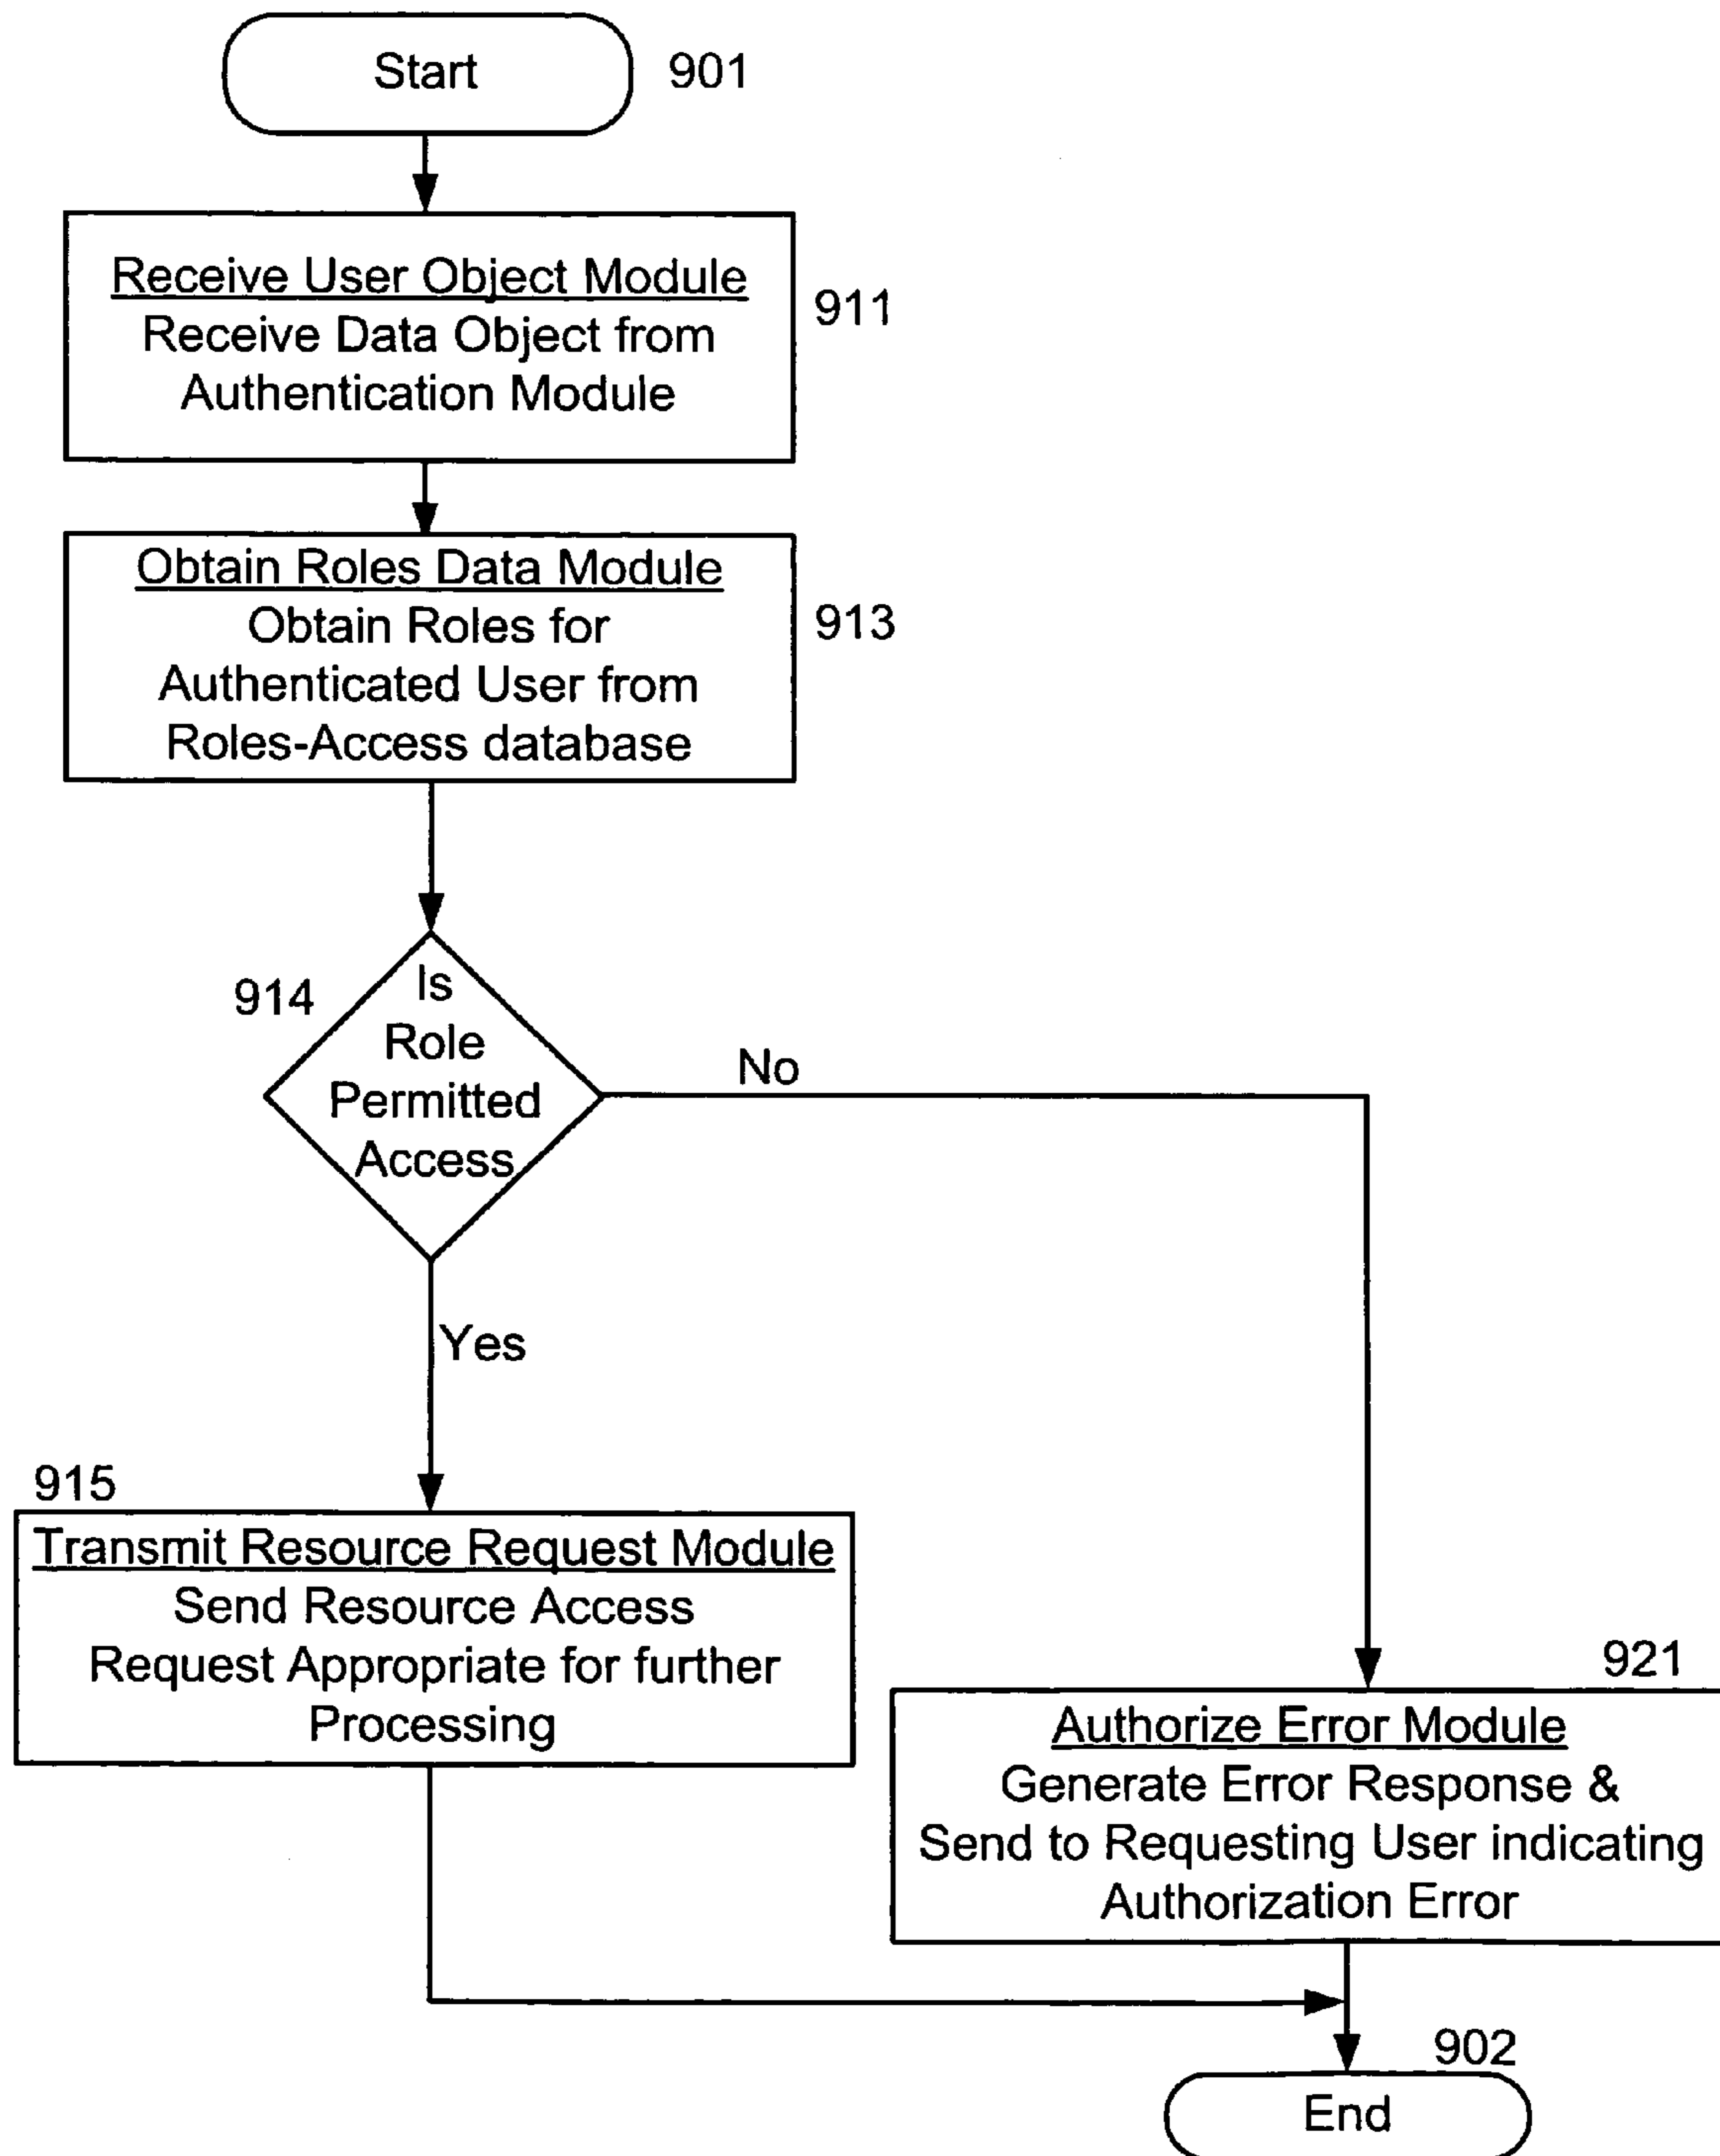 Start
901
Receive User Object Module
Receive Data Object from
Authentication Module
911
Obtain Roles Data Module
Obtain Roles for
Authenticated User from
Roles-Access database
913
914
Is
Role
Permitted
Access
No
Yes
915
Transmit Resource Request Module
Send Resource Access
Request Appropriate for further
Processing
921
Authorize Error Module
Generate Error Response &
Send to Requesting User indicating
Authorization Error
902
End